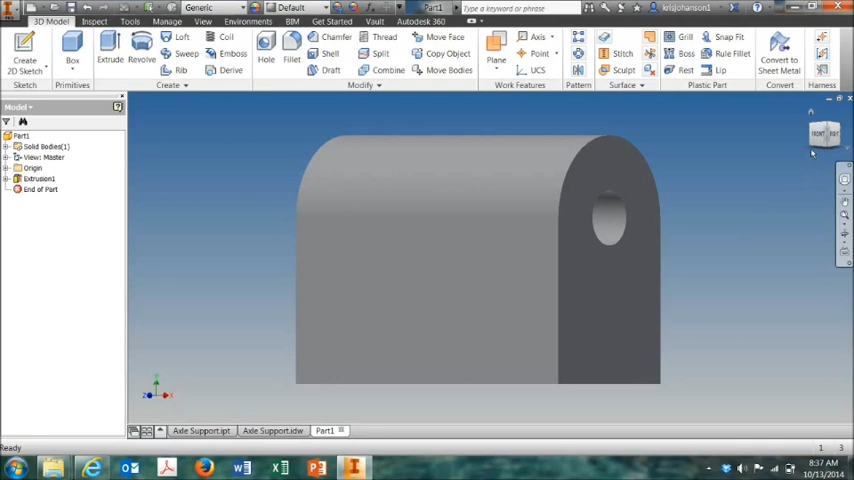 Generic
Default
Part1
Type a keyword or phrase
krisjohanson1
3D Model Inspect Tools Manage View Environments BIM Get Started Vault Autodesk 360
Create
2D Sketch
Box
Extrude
Revolve
Loft
Sweep
Rib
Coil
Emboss
Derive
Hole
Fillet
Chamfer
Shell
Draft
Thread
Split
Combine
Move Face
Copy Object
Move Bodies
Plane
Axis
Point
UCS
Stitch
Sculpt
Grill
Boss
Rest
Snap Fit
Rule Fillet
Lip
Convert to
Sheet Metal
Sketch Primitives Create Modify Work Features Pattern Surface Plastic Part Convert Harness
Model
Part1
Solid Bodies(1)
View: Master
Origin
Extrusion1
End of Part
FRONT
X
Axle Support.ipt Axle Support.idw Part1
Ready
1 3
8:37 AM
10/13/2014